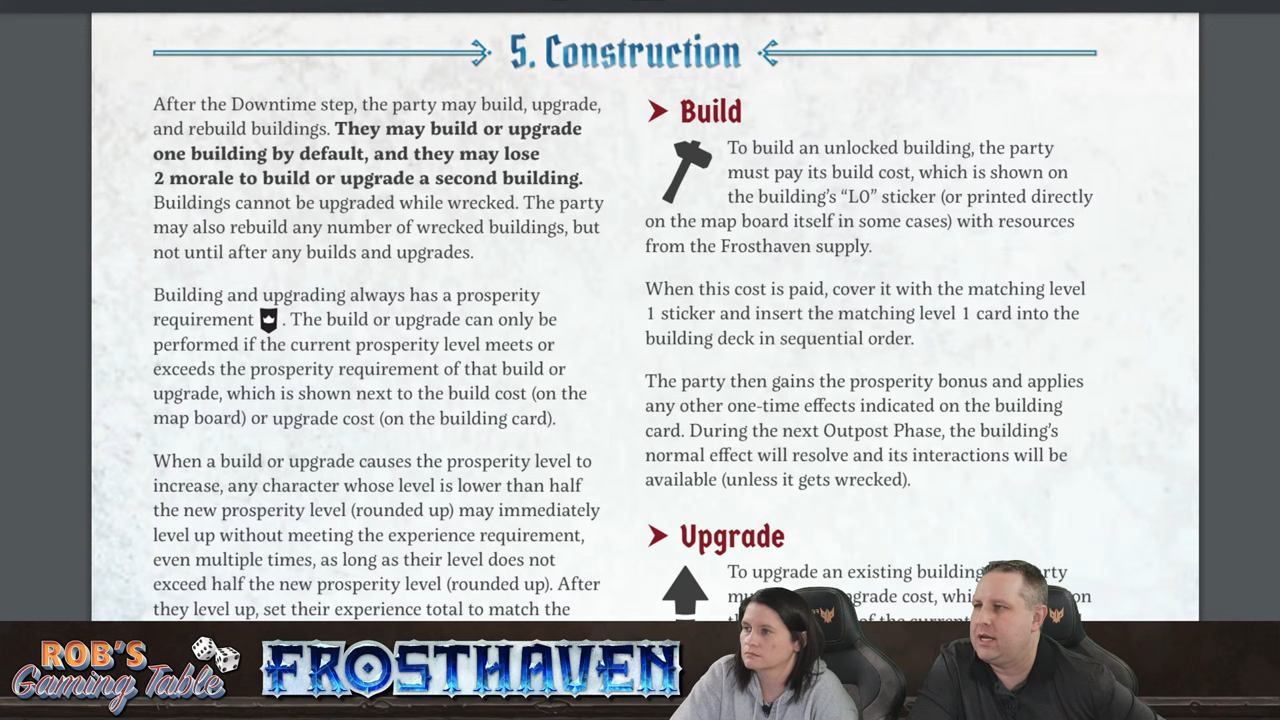 5. Construction
After the Downtime step, the party may build, upgrade,
and rebuild buildings. They may build or upgrade
one building by default, and they may lose
2 morale to build or upgrade a second building.
Buildings cannot be upgraded while wrecked. The party
may also rebuild any number of wrecked buildings, but
not until after any builds and upgrades.
Building and upgrading always has a prosperity
requirement . The build or upgrade can only be
performed if the current prosperity level meets or
exceeds the prosperity requirement of that build or
upgrade, which is shown next to the build cost (on the
map board) or upgrade cost (on the building card).
When a build or upgrade causes the prosperity level to
increase, any character whose level is lower than half
the new prosperity level (rounded up) may immediately
level up without meeting the experience requirement,
even multiple times, as long as their level does not
exceed half the new prosperity level (rounded up). After
they level up, set their experience total to match the
Build
To build an unlocked building, the party
must pay its build cost, which is shown on
the building's “L0” sticker (or printed directly
on the map board itself in some cases) with resources
from the Frosthaven supply.
When this cost is paid, cover it with the matching level
1 sticker and insert the matching level 1 card into the
building deck in sequential order.
The party then gains the prosperity bonus and applies
any other one-time effects indicated on the building
card. During the next Outpost Phase, the building's
normal effect will resolve and its interactions will be
available (unless it gets wrecked).
Upgrade
To upgrade an existing building
cost, on
of the current
ROB'S
Gaming Table
FROSTHAVEN